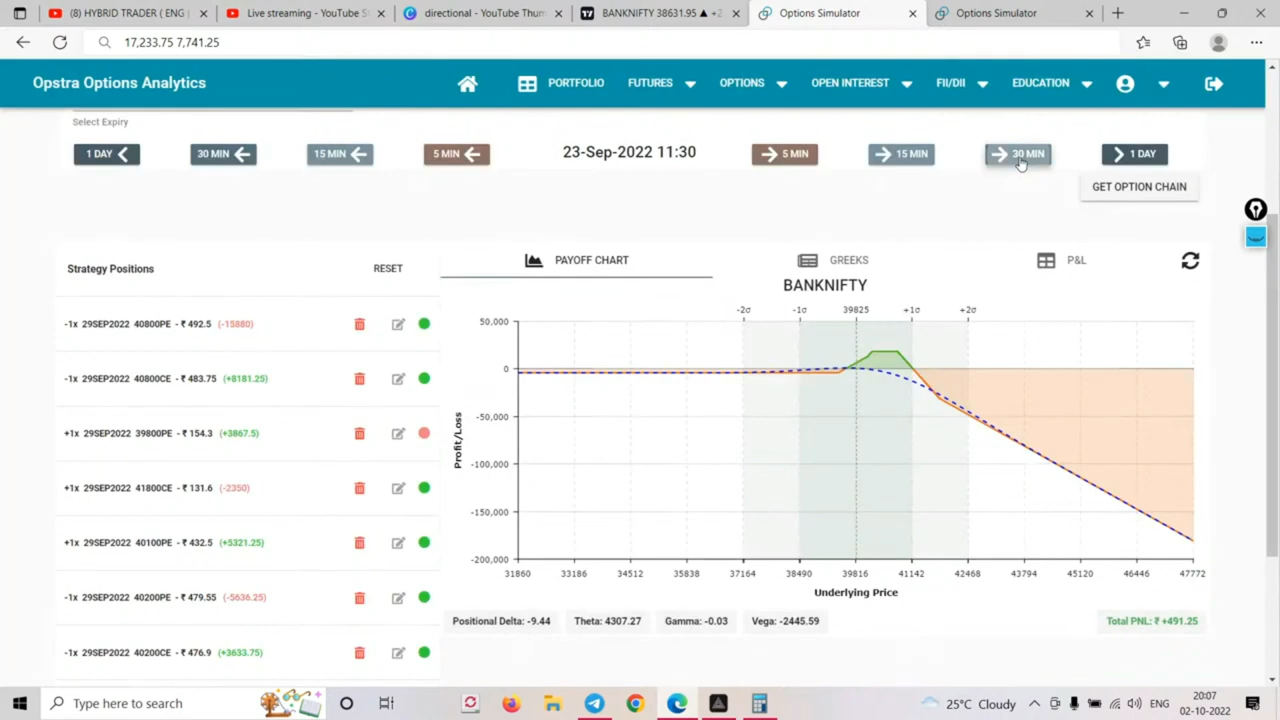 (8) HYBRID TRADER ( ENG |
Live streaming - YouTube S
directional - YouTube Thum
BANKNIFTY 38631.95 ▲ +2
Options Simulator
Options Simulator
17,233.75 7,741.25
Opstra Options Analytics
PORTFOLIO
FUTURES
OPTIONS
OPEN INTEREST
FII/DII
EDUCATION
Select Expiry
1 DAY
30 MIN
15 MIN
5 MIN
23-Sep-2022 11:30
5 MIN
15 MIN
30 MIN
1 DAY
GET OPTION CHAIN
Strategy Positions
RESET
PAYOFF CHART
GREEKS
P&L
BANKNIFTY
-1x 29SEP2022 40800PE - ₹ 492.5 (-15880)
-1x 29SEP2022 40800CE - ₹ 483.75 (+8181.25)
+1x 29SEP2022 39800PE - ₹ 154.3 (+3867.5)
+1x 29SEP2022 41800CE - ₹ 131.6 (-2350)
+1x 29SEP2022 40100PE - ₹ 432.5 (+5321.25)
-1x 29SEP2022 40200PE - ₹ 479.55 (-5636.25)
-1x 29SEP2022 40200CE - ₹ 476.9 (+3633.75)
-2σ -1σ 39825 +1σ +2σ
50,000
0
-50,000
-100,000
-150,000
-200,000
Profit/Loss
31860 33186 34512 35838 37164 38490 39816 41142 42468 43794 45120 46446 47772
Underlying Price
Positional Delta: -9.44
Theta: 4307.27
Gamma: -0.03
Vega: -2445.59
Total PNL: ₹ +491.25
Type here to search
25°C Cloudy
ENG
20:07
02-10-2022